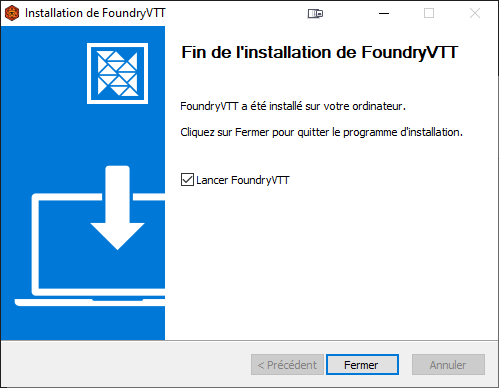 Installation de FoundryVTT
Fin de l'installation de FoundryVTT
FoundryVTT a été installé sur votre ordinateur.
Cliquez sur Fermer pour quitter le programme d'installation.
Lancer FoundryVTT
< Précédent
Fermer
Annuler